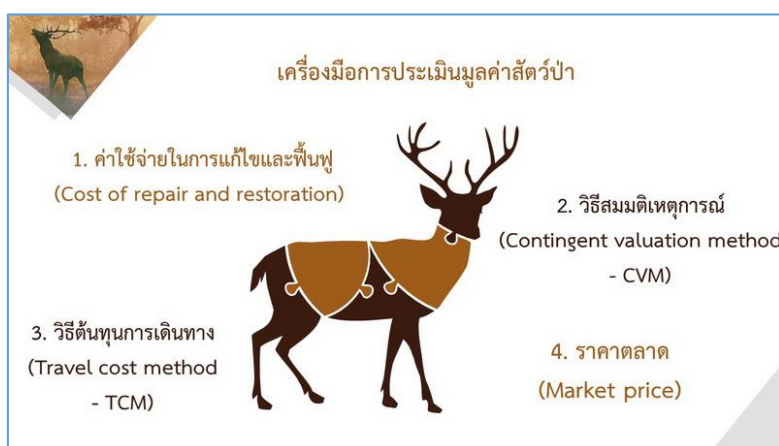 เครื่องมือการประเมินมูลค่าสัตว์ป่า
1. ค่าใช้จ่ายในการแก้ไขและฟื้นฟู
(Cost of repair and restoration)
2. วิธีสมมติเหตุการณ์
(Contingent valuation method
- CVM)
3. วิธีต้นทุนการเดินทาง
(Travel cost method
- TCM)
4. ราคาตลาด
(Market price)